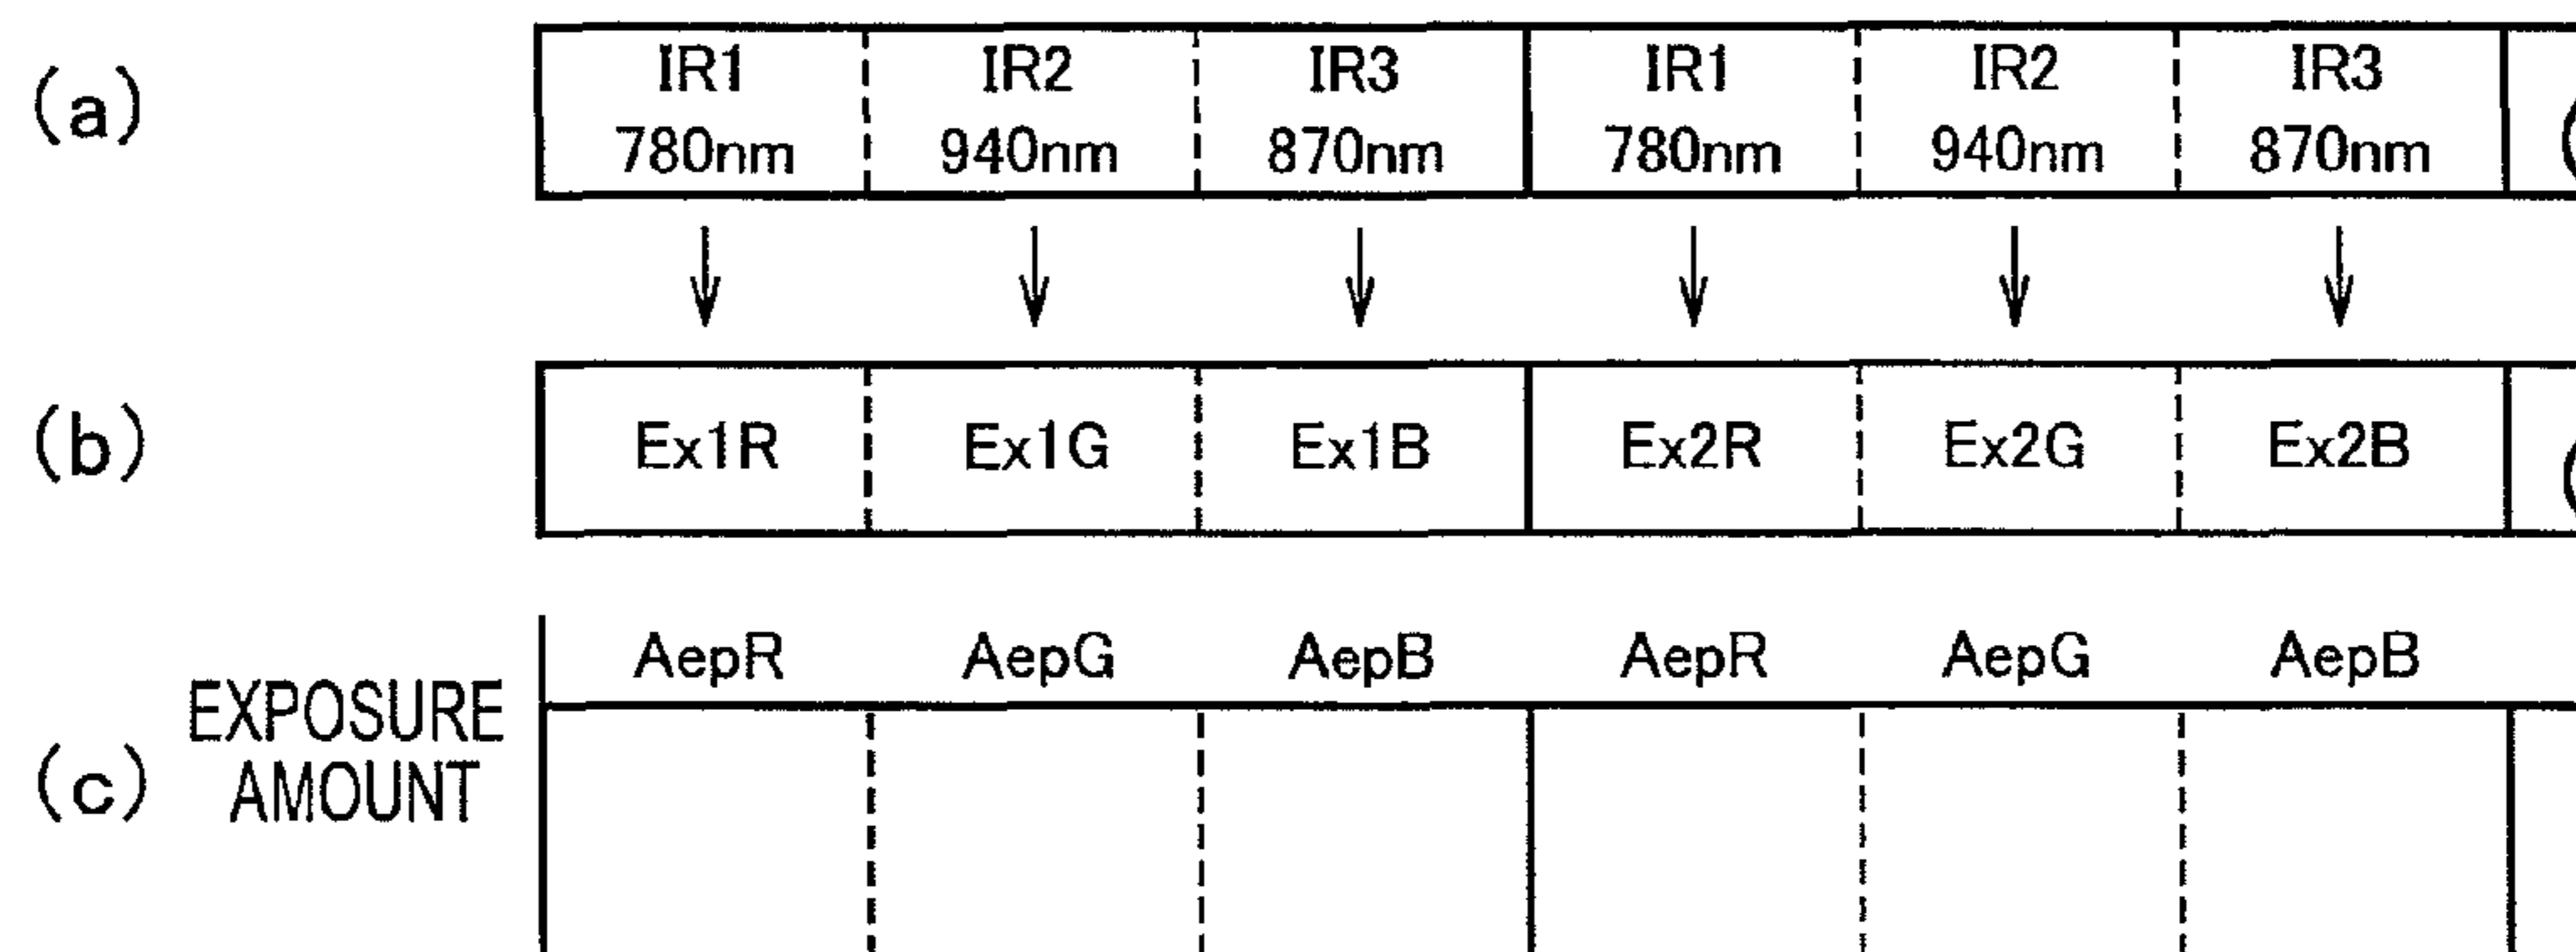 (a) IR1 IR2 IR3 IR1 IR2 IR3
780nm 940nm 870nm 780nm 940nm 870nm
(b) Ex1R Ex1G Ex1B Ex2R Ex2G Ex2B
AepR AepG AepB AepR AepG AepB
(c) EXPOSURE
AMOUNT